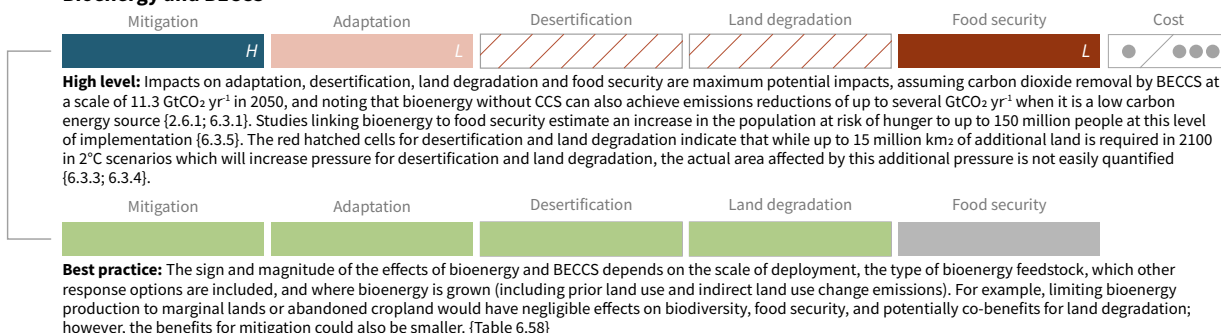 Bioenergy and BECCS
Mitigation Adaptation Desertification Land degradation Food security Cost
H L L
High level: Impacts on adaptation, desertification, land degradation and food security are maximum potential impacts, assuming carbon dioxide removal by BECCS at
a scale of 11.3 GtCO₂ yr⁻¹ in 2050, and noting that bioenergy without CCS can also achieve emissions reductions of up to several GtCO₂ yr⁻¹ when it is a low carbon
energy source {2.6.1; 6.3.1}. Studies linking bioenergy to food security estimate an increase in the population at risk of hunger to up to 150 million people at this level
of implementation {6.3.5}. The red hatched cells for desertification and land degradation indicate that while up to 15 million km₂ of additional land is required in 2100
in 2°C scenarios which will increase pressure for desertification and land degradation, the actual area affected by this additional pressure is not easily quantified
{6.3.3; 6.3.4}.
Mitigation Adaptation Desertification Land degradation Food security
Best practice: The sign and magnitude of the effects of bioenergy and BECCS depends on the scale of deployment, the type of bioenergy feedstock, which other
response options are included, and where bioenergy is grown (including prior land use and indirect land use change emissions). For example, limiting bioenergy
production to marginal lands or abandoned cropland would have negligible effects on biodiversity, food security, and potentially co-benefits for land degradation;
however, the benefits for mitigation could also be smaller. {Table 6.58}